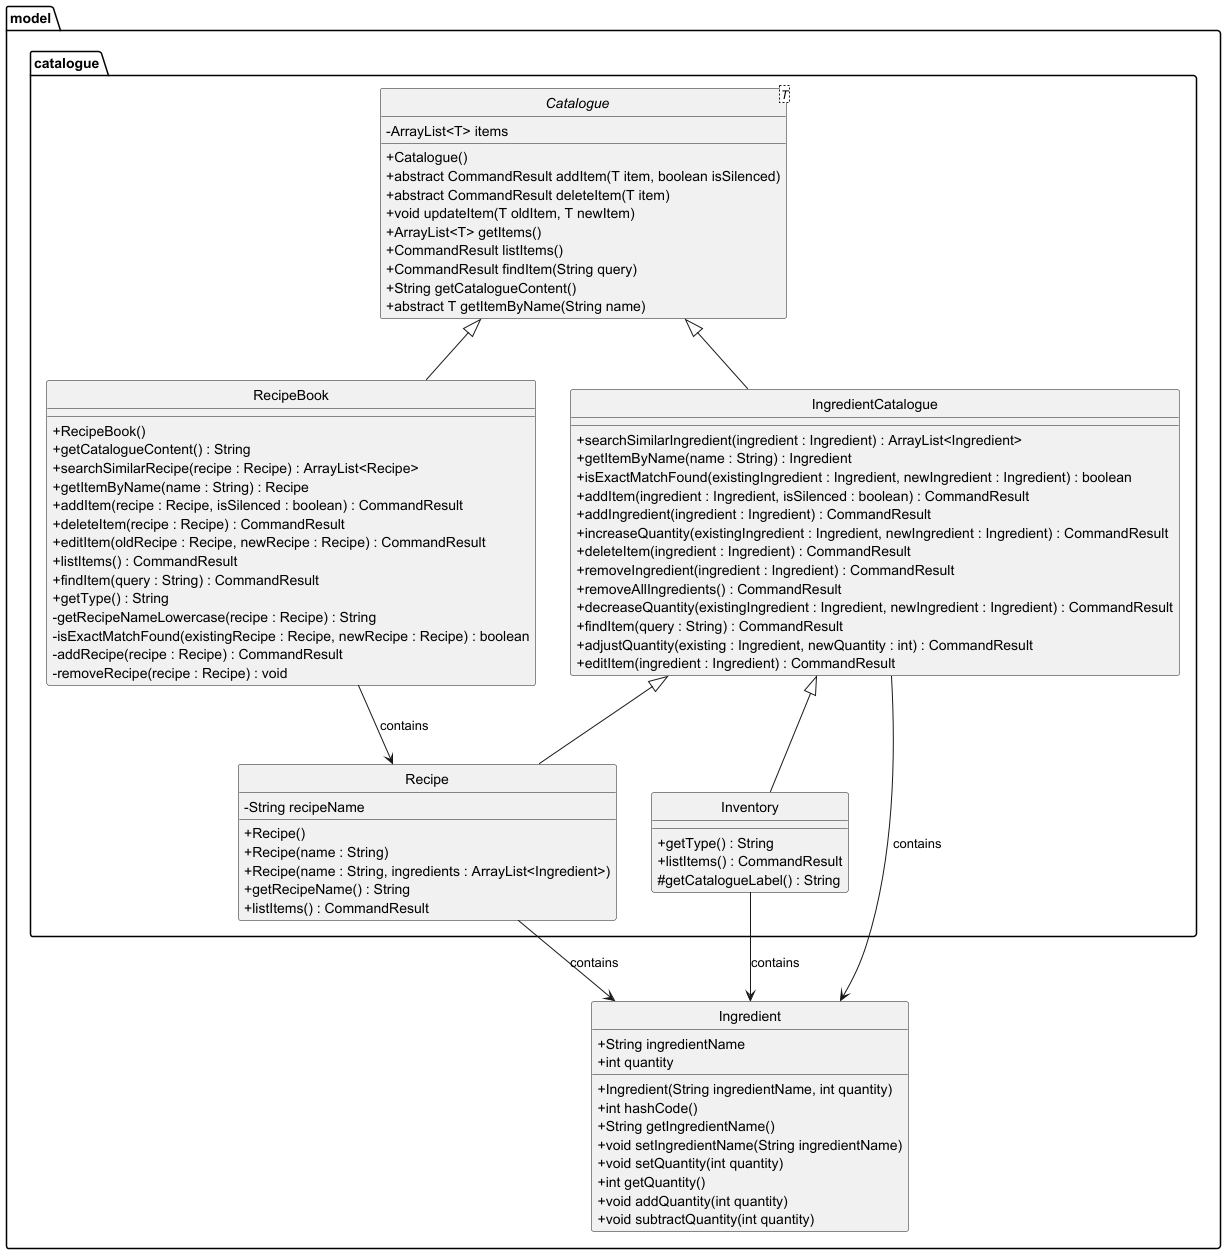 model
catalogue
Catalogue
T
-ArrayList<T> items
+Catalogue()
+abstract CommandResult addItem(T item, boolean isSilenced)
+abstract CommandResult deleteItem(T item)
+void updateItem(T oldItem, T newItem)
+ArrayList<T> getItems()
+CommandResult listItems()
+CommandResult findItem(String query)
+String getCatalogueContent()
+abstract T getItemByName(String name)
RecipeBook
+RecipeBook()
+getCatalogueContent() : String
+searchSimilarRecipe(recipe : Recipe) : ArrayList<Recipe>
+getItemByName(name : String) : Recipe
+addItem(recipe : Recipe, isSilenced : boolean) : CommandResult
+deleteItem(recipe : Recipe) : CommandResult
+editItem(oldRecipe : Recipe, newRecipe : Recipe) : CommandResult
+listItems() : CommandResult
+findItem(query : String) : CommandResult
+getType() : String
-getRecipeNameLowercase(recipe : Recipe) : String
-isExactMatchFound(existingRecipe : Recipe, newRecipe : Recipe) : boolean
-addRecipe(recipe : Recipe) : CommandResult
-removeRecipe(recipe : Recipe) : void
IngredientCatalogue
+searchSimilarIngredient(ingredient : Ingredient) : ArrayList<Ingredient>
+getItemByName(name : String) : Ingredient
+isExactMatchFound(existingIngredient : Ingredient, newIngredient : Ingredient) : boolean
+addItem(ingredient : Ingredient, isSilenced : boolean) : CommandResult
+addIngredient(ingredient : Ingredient) : CommandResult
+increaseQuantity(existingIngredient : Ingredient, newIngredient : Ingredient) : CommandResult
+deleteItem(ingredient : Ingredient) : CommandResult
+removeIngredient(ingredient : Ingredient) : CommandResult
+removeAllIngredients() : CommandResult
+decreaseQuantity(existingIngredient : Ingredient, newIngredient : Ingredient) : CommandResult
+findItem(query : String) : CommandResult
+adjustQuantity(existing : Ingredient, newQuantity : int) : CommandResult
+editItem(ingredient : Ingredient) : CommandResult
contains
Recipe
-String recipeName
+Recipe()
+Recipe(name : String)
+Recipe(name : String, ingredients : ArrayList<Ingredient>)
+getRecipeName() : String
+listItems() : CommandResult
Inventory
+getType() : String
+listItems() : CommandResult
#getCatalogueLabel() : String
contains
contains
contains
Ingredient
+String ingredientName
+int quantity
+Ingredient(String ingredientName, int quantity)
+int hashCode()
+String getIngredientName()
+void setIngredientName(String ingredientName)
+void setQuantity(int quantity)
+int getQuantity()
+void addQuantity(int quantity)
+void subtractQuantity(int quantity)